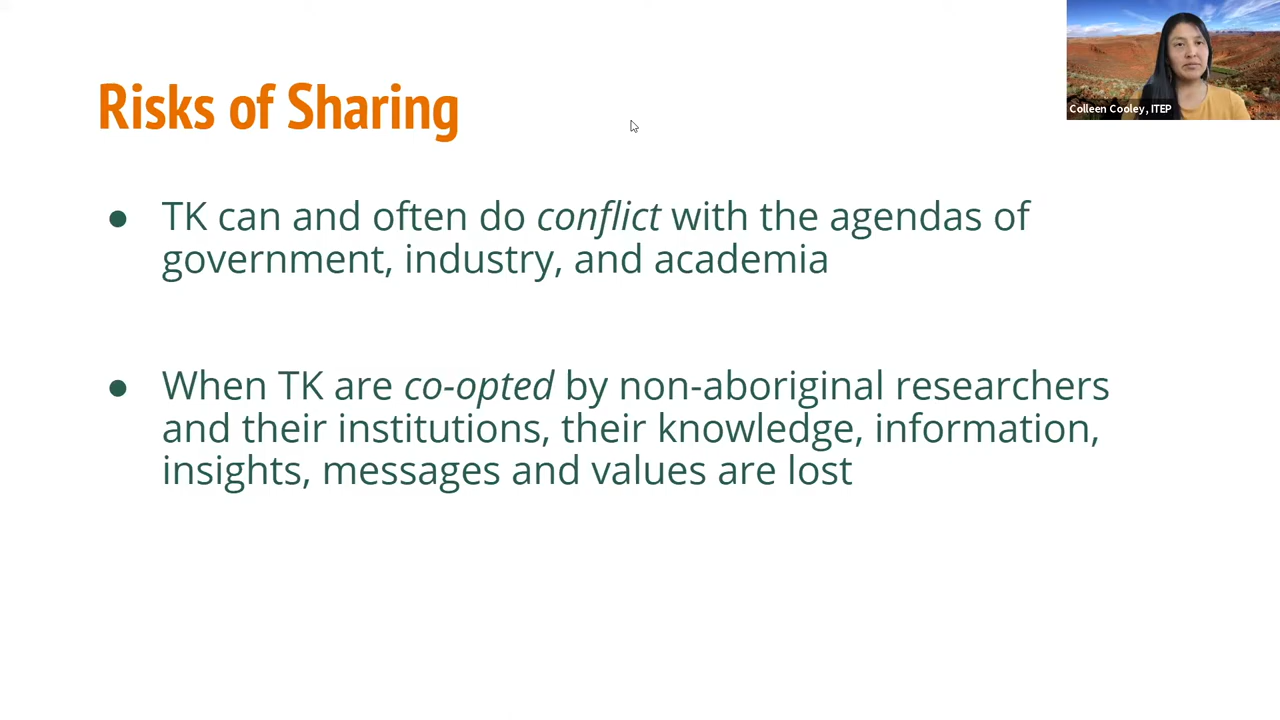 Risks of Sharing
Colleen Cooley, ITEP
● TK can and often do conflict with the agendas of
government, industry, and academia
● When TK are co-opted by non-aboriginal researchers
and their institutions, their knowledge, information,
insights, messages and values are lost